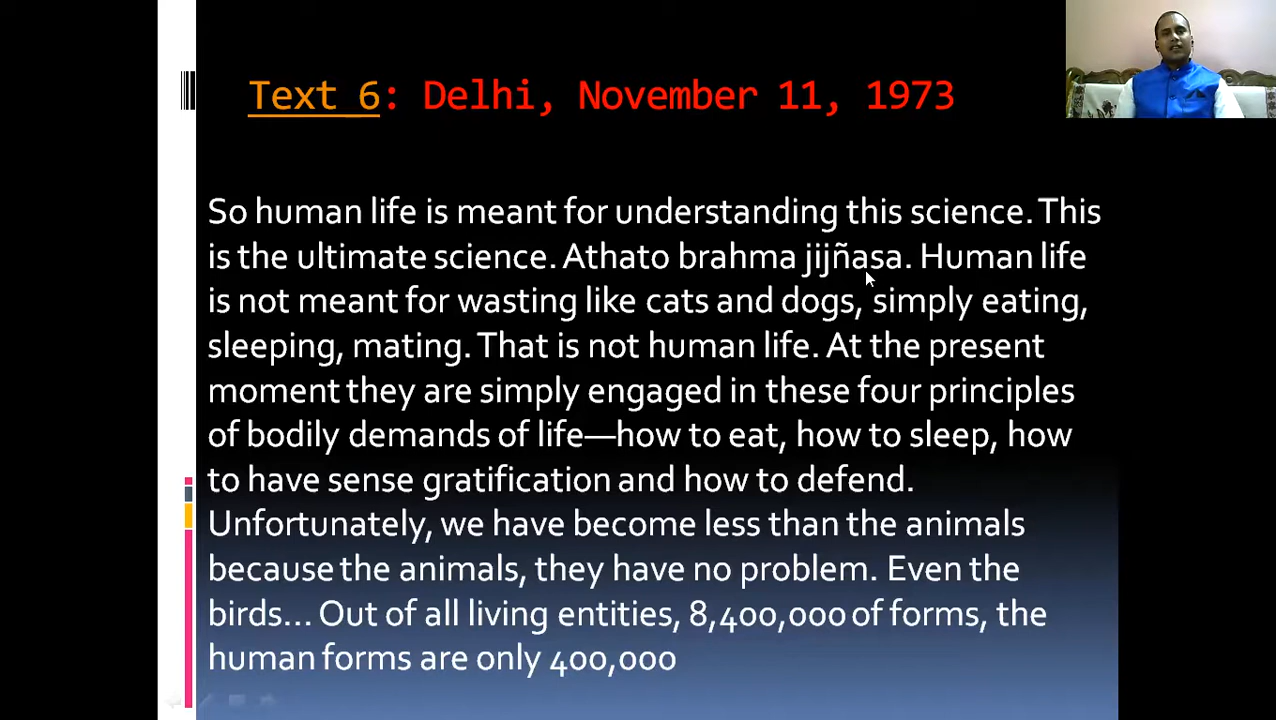 Text 6: Delhi, November 11, 1973
So human life is meant for understanding this science. This
is the ultimate science. Athato brahma jijñasa. Human life
is not meant for wasting like cats and dogs, simply eating,
sleeping, mating. That is not human life. At the present
moment they are simply engaged in these four principles
of bodily demands of life—how to eat, how to sleep, how
to have sense gratification and how to defend.
Unfortunately, we have become less than the animals
because the animals, they have no problem. Even the
birds... Out of all living entities, 8,400,000 of forms, the
human forms are only 400,000